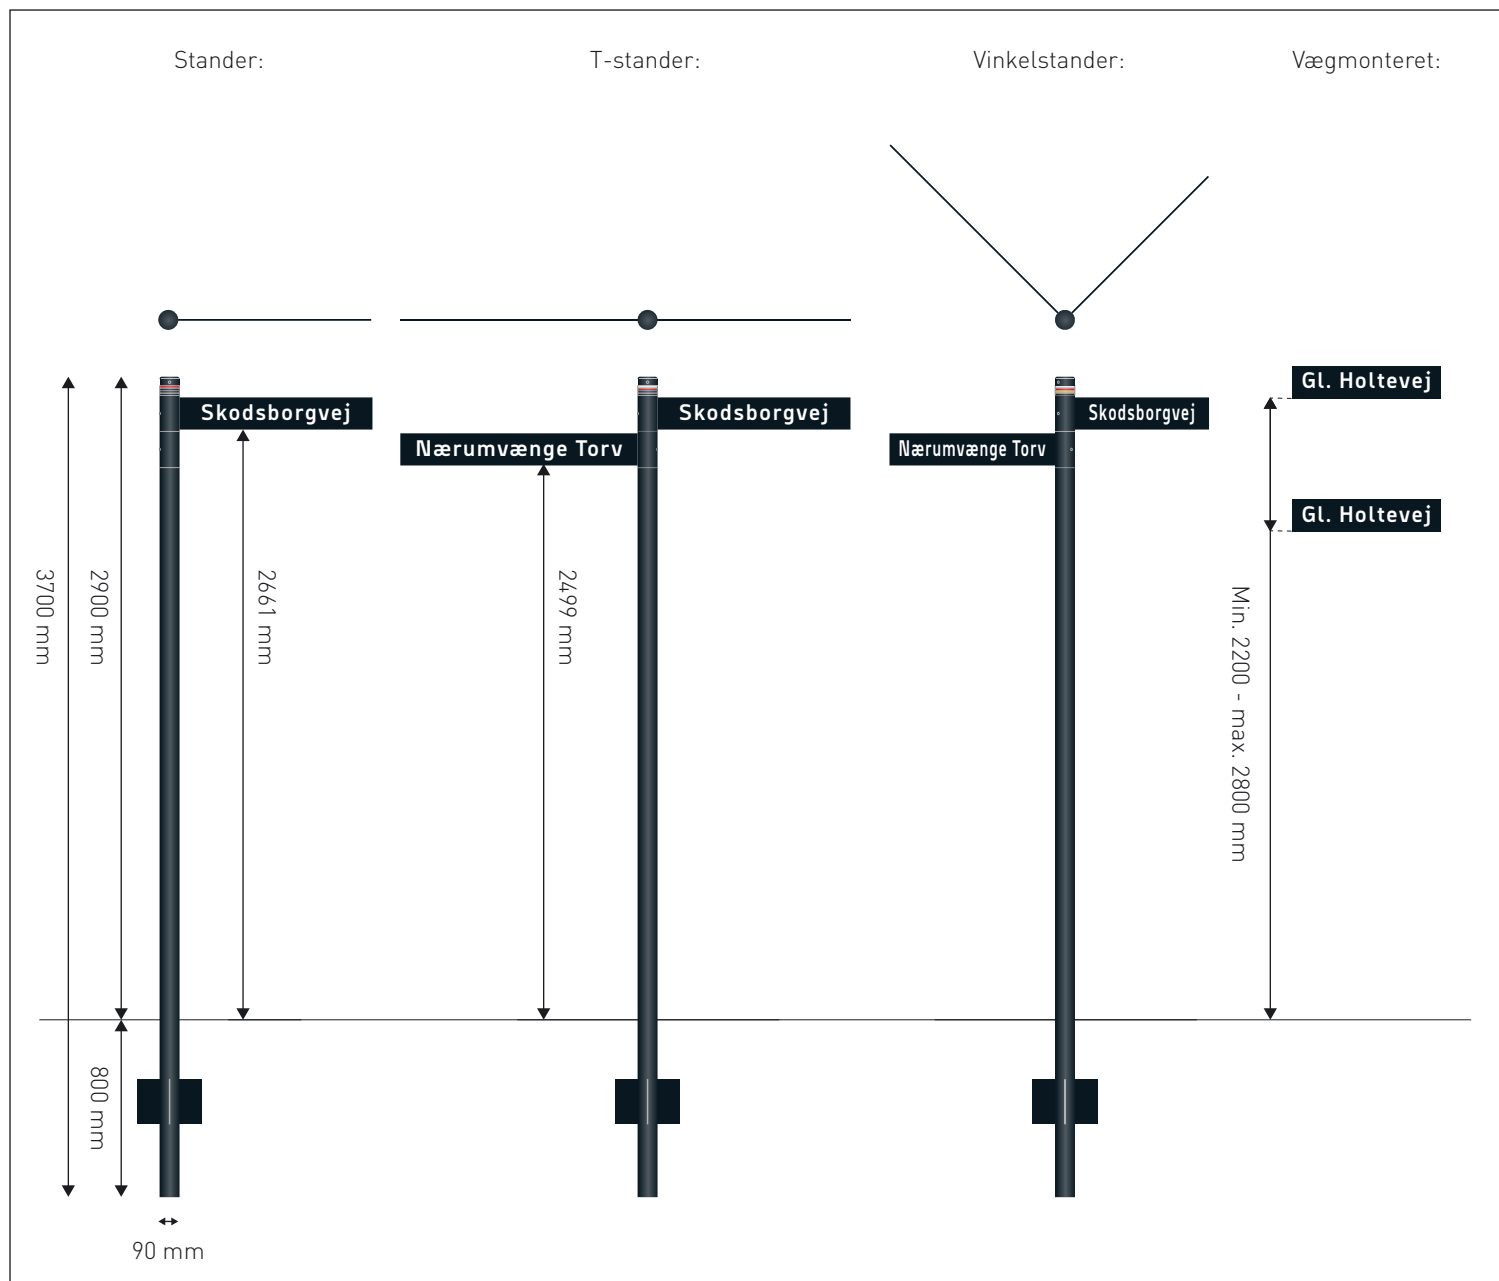 Stander:
T-stander:
Vinkelstander:
Vægmonteret:
Gl. Holtevej
Skodsborgvej
Skodsborgvej
Skodsborgvej
Nærumvænge Torv
Nærumvænge Torv
Gl. Holtevej
3700 mm
2900 mm
2661 mm
2499 mm
Min. 2200 - max. 2800 mm
800 mm
90 mm